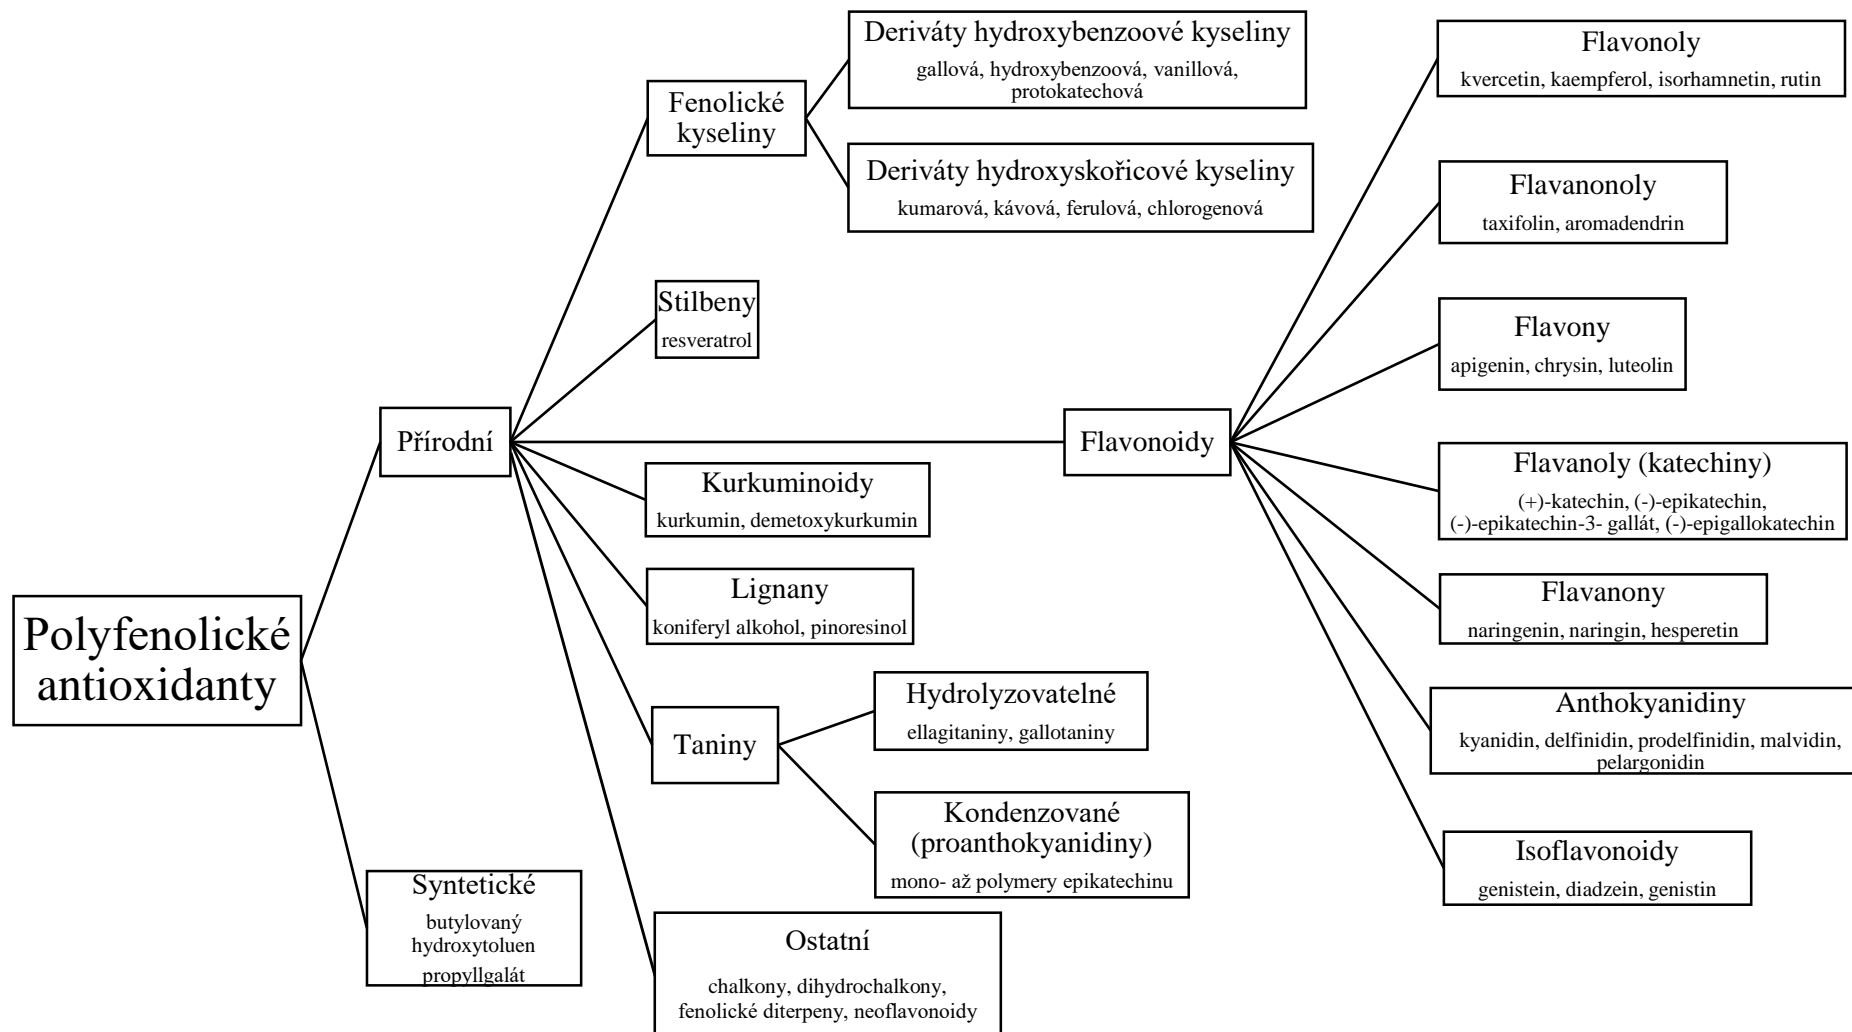 Polyfenolické
antioxidanty
Přírodní
Syntetické
butylovaný
hydroxytoluen
propyllgalát
Fenolické
kyseliny
Deriváty hydroxybenzoové kyseliny
gallová, hydroxybenzoová, vanillová,
protokatechová
Deriváty hydroxyskořicové kyseliny
kumarová, kávová, ferulová, chlorogenová
Stilbeny
resveratrol
Kurkuminoidy
kurkumin, demetoxykurkumin
Lignany
koniferyl alkohol, pinoresinol
Taniny
Hydrolyzovatelné
ellagitaniny, gallotaniny
Kondenzované
(proanthokyanidiny)
mono- až polymery epikatechinu
Ostatní
chalkony, dihydrochalkony,
fenolické diterpeny, neoflavonoidy
Flavonoidy
Flavonoly
kvercetin, kaempferol, isorhamnetin, rutin
Flavanonoly
taxifolin, aromadendrin
Flavony
apigenin, chrysin, luteolin
Flavanoly (katechiny)
(+)-katechin, (-)-epikatechin,
(-)-epikatechin-3- gallát, (-)-epigallokatechin
Flavanony
naringenin, naringin, hesperetin
Anthokyanidiny
kyanidin, delfinidin, prodelfinidin, malvidin,
pelargonidin
Isoflavonoidy
genistein, diadzein, genistin